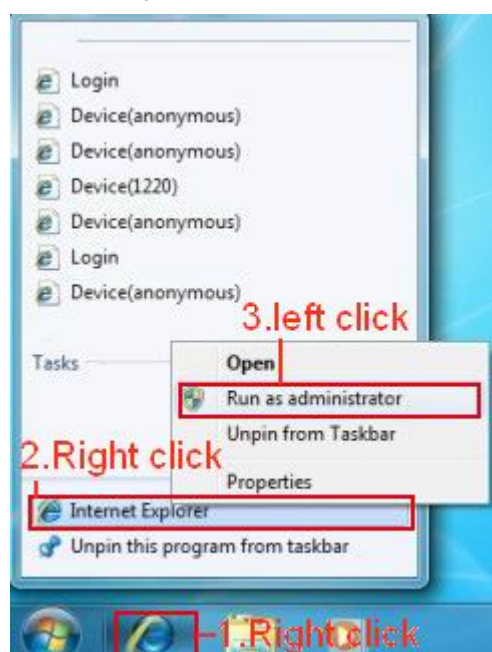 Login
Device(anonymous)
Device(anonymous)
Device(1220)
Device(anonymous)
Login
Device(anonymous)
3.left click
Tasks
Open
Run as administrator
Unpin from Taskbar
2.Right click
Properties
Internet Explorer
Unpin this program from taskbar
1.Right click